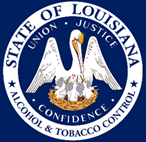 STATE OF LOUISIANA
UNION · JUSTICE
· CONFIDENCE ·
ALCOHOL & TOBACCO CONTROL